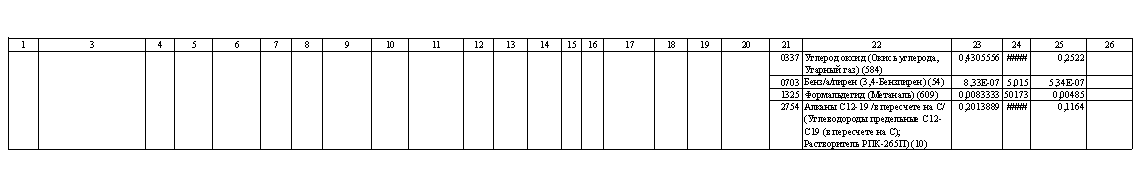 1 3 4 5 6 7 8 9 10 11 12 13 14 15 16 17 18 19 20 21 22 23 24 25 26
0337 Углерод оксид (Окись углерода, 0,4305556 #### 0,2522
Угарный газ) (584)
0703 Бенз/а/пирен (3,4-Бензпирен) (54) 8,33E-07 5,015 5,34E-07
1325 Формальдегид (Метаналь) (609) 0,0083333 50173 0,00485
2754 Алканы С12-19 /в пересчете на С/ 0,2013889 #### 0,1164
(Углеводороды предельные С12-
С19 (в пересчете на С);
Растворитель РПК-265П) (10)